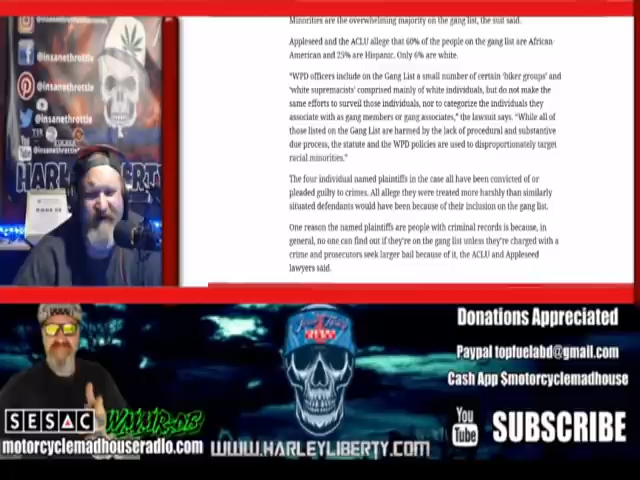 @insanethrottle
@insanethrottle
@insanethrottle
@insanethrottle
HARLEY LIBERTY
Minorities are the overwhelming majority on the gang list, the suit said.
Appleseed and the ACLU allege that 60% of the people on the gang list are African-
American and 25% are Hispanic. Only 6% are white.
“WPD officers include on the Gang List a small number of certain ‘biker groups’ and
‘white supremacists’ comprised mainly of white individuals, but do not make the
same efforts to surveil those individuals, nor to categorize the individuals they
associate with as gang members or gang associates,” the lawsuit says. “While all of
those listed on the Gang List are harmed by the lack of procedural and substantive
due process, the statute and the WPD policies are used to disproportionately target
racial minorities.”
The four individual named plaintiffs in the case all have been convicted of or
pleaded guilty to crimes. All allege they were treated more harshly than similarly
situated defendants would have been because of their inclusion on the gang list.
One reason the named plaintiffs are people with criminal records is because, in
general, no one can find out if they're on the gang list unless they're charged with a
crime and prosecutors seek larger bail because of it, the ACLU and Appleseed
lawyers said.
Donations Appreciated
Paypal topfuelabd@gmail.com
Cash App $motorcyclemadhouse
SESAC
motorcyclemadhouseradio.com
WWW.HARLEYLIBERTY.COM
You
Tube
SUBSCRIBE